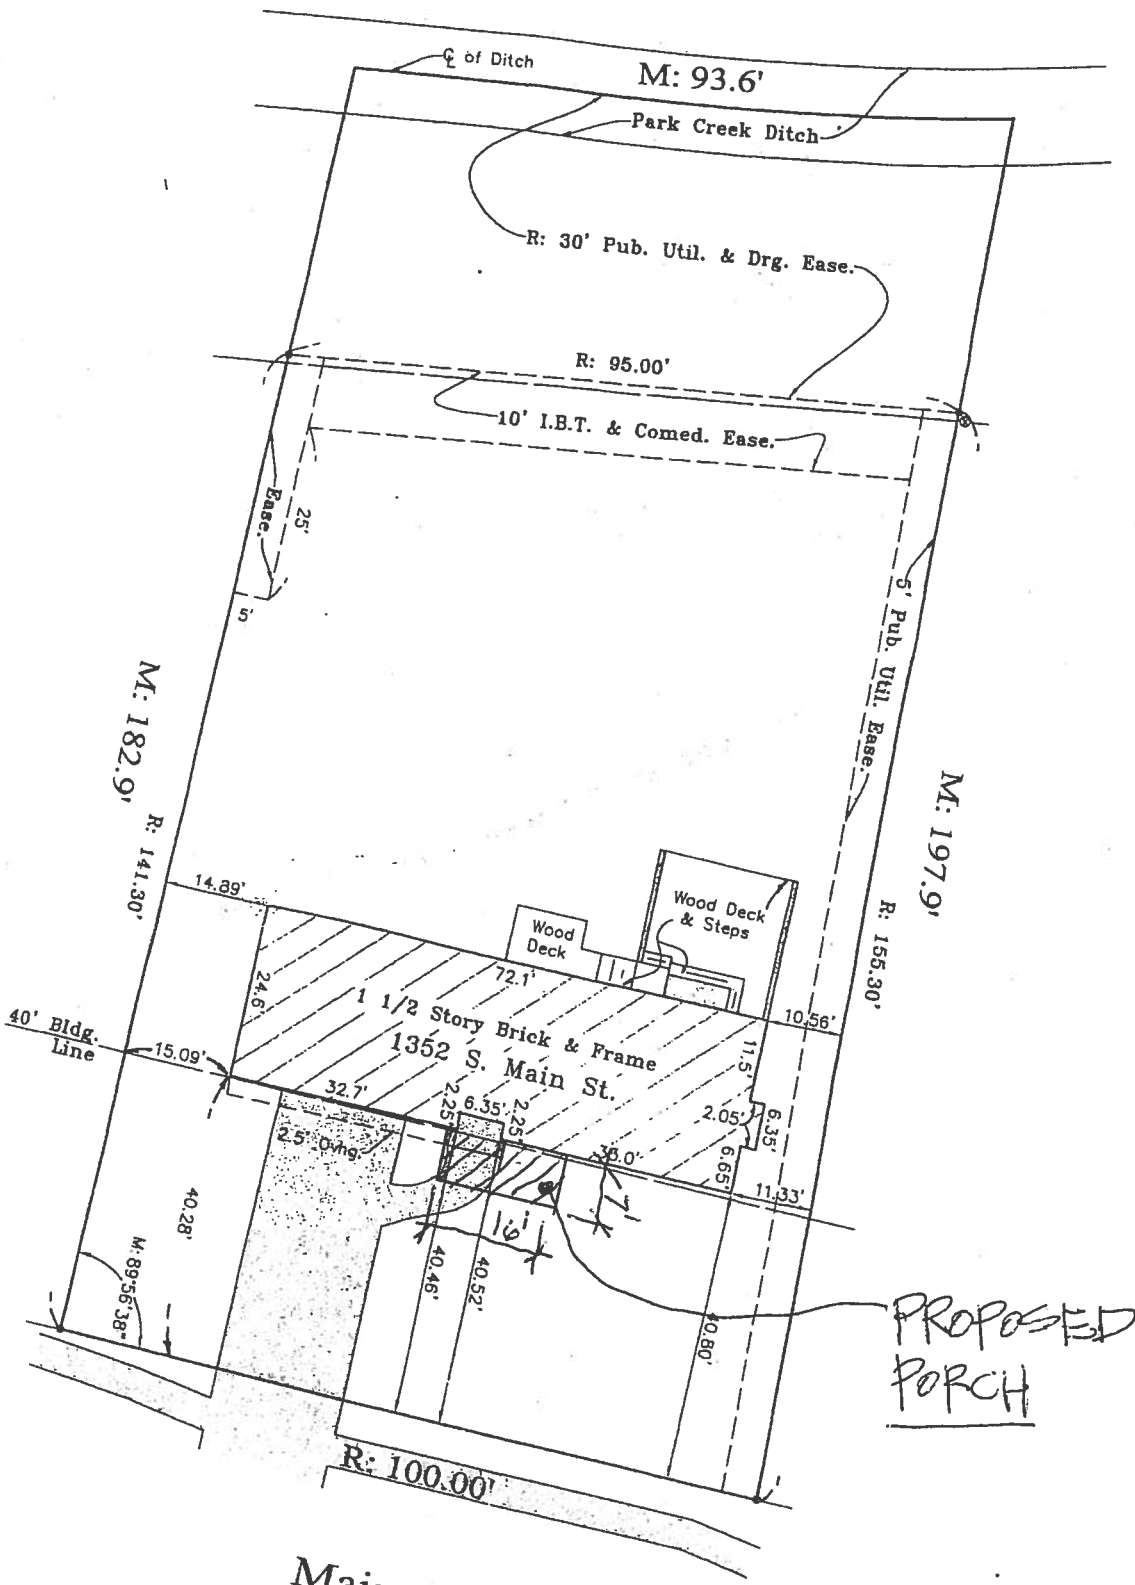 ℄ of Ditch
M: 93.6'
Park Creek Ditch
R: 30' Pub. Util. & Drg. Ease.
R: 95.00'
10' I.B.T. & Comed. Ease.
Ease.
25'
5'
5' Pub. Util. Ease.
M: 182.9'
R: 141.30'
M: 197.9'
R: 155.30'
14.89'
Wood Deck
& Steps
Wood
Deck
72.1'
24.6'
1 1/2 Story Brick & Frame
1352 S. Main St.
10.56'
11.5'
40' Bldg.
Line
15.09'
32.7'
2.25'
6.35'
2.25'
2.05'
6.35'
2.5' Ovhg.
36.0'
6.65'
11.33'
7'
16'
40.28'
40.46'
40.52'
40.80'
M: 89°56'38"
PROPOSED
PORCH
R: 100.00'